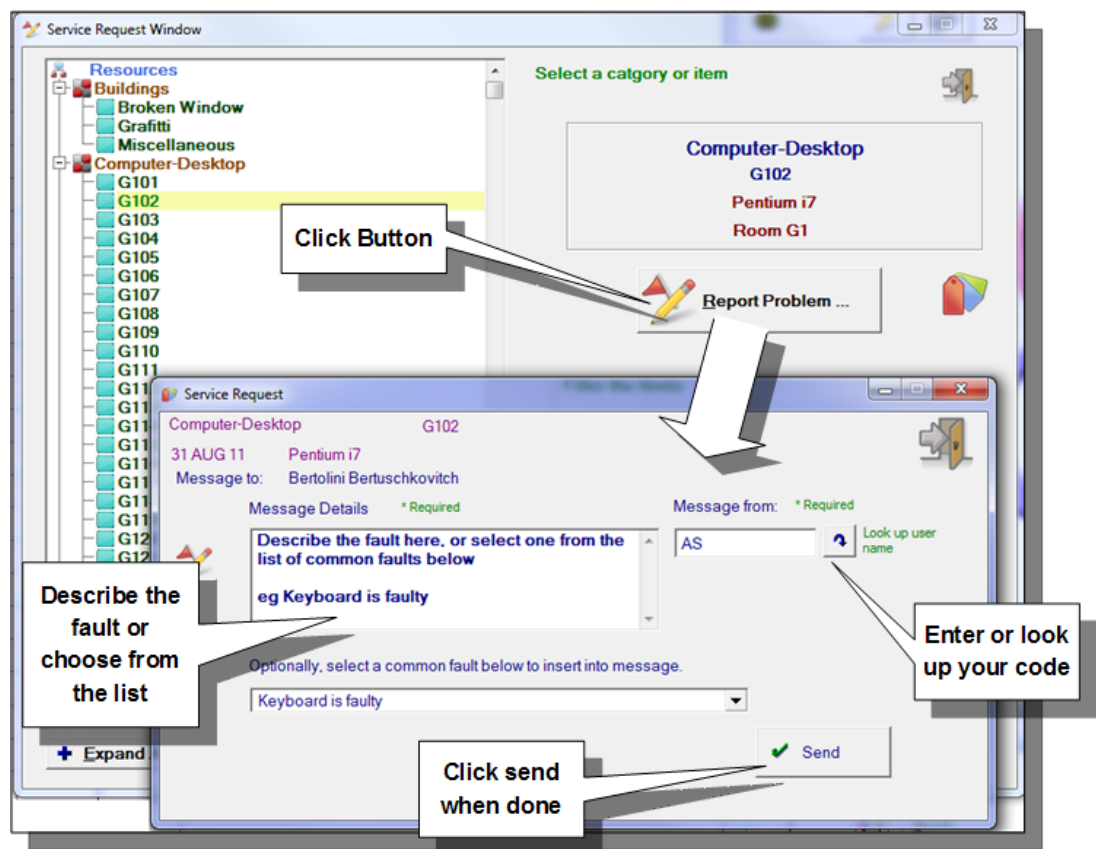 Service Request Window
Resources
Buildings
Broken Window
Grafitti
Miscellaneous
Computer-Desktop
G101
G102
G103
G104
G105
G106
G107
G108
G109
G110
G111
Select a catgory or item
Computer-Desktop
G102
Pentium i7
Room G1
Click Button
Report Problem ...
Service Request
Computer-Desktop G102
31 AUG 11 Pentium i7
Message to: Bertolini Bertuschkovitch
Message Details * Required
Message from: * Required
Describe the fault here, or select one from the
list of common faults below
eg Keyboard is faulty
AS
Look up user
name
Describe the
fault or
choose from
the list
Enter or look
up your code
Optionally, select a common fault below to insert into message.
Keyboard is faulty
Expand
Click send
when done
Send